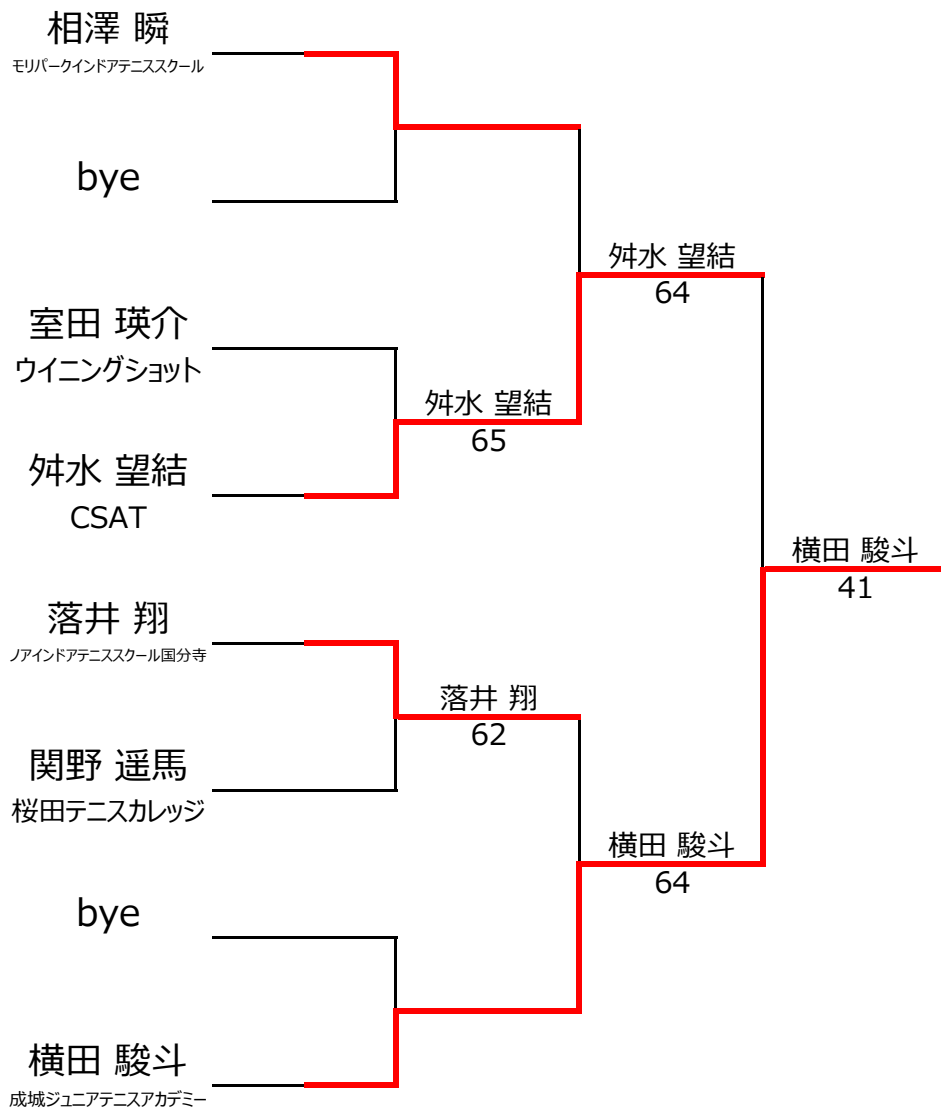 相澤 瞬
モリパークインドアテニススクール
bye
室田 瑛介
ウイニングショット
舛水 望結
CSAT
落井 翔
ノアインドアテニススクール国分寺
関野 遥馬
桜田テニスカレッジ
bye
横田 駿斗
成城ジュニアテニスアカデミー
舛水 望結
65
落井 翔
62
舛水 望結
64
横田 駿斗
64
横田 駿斗
41